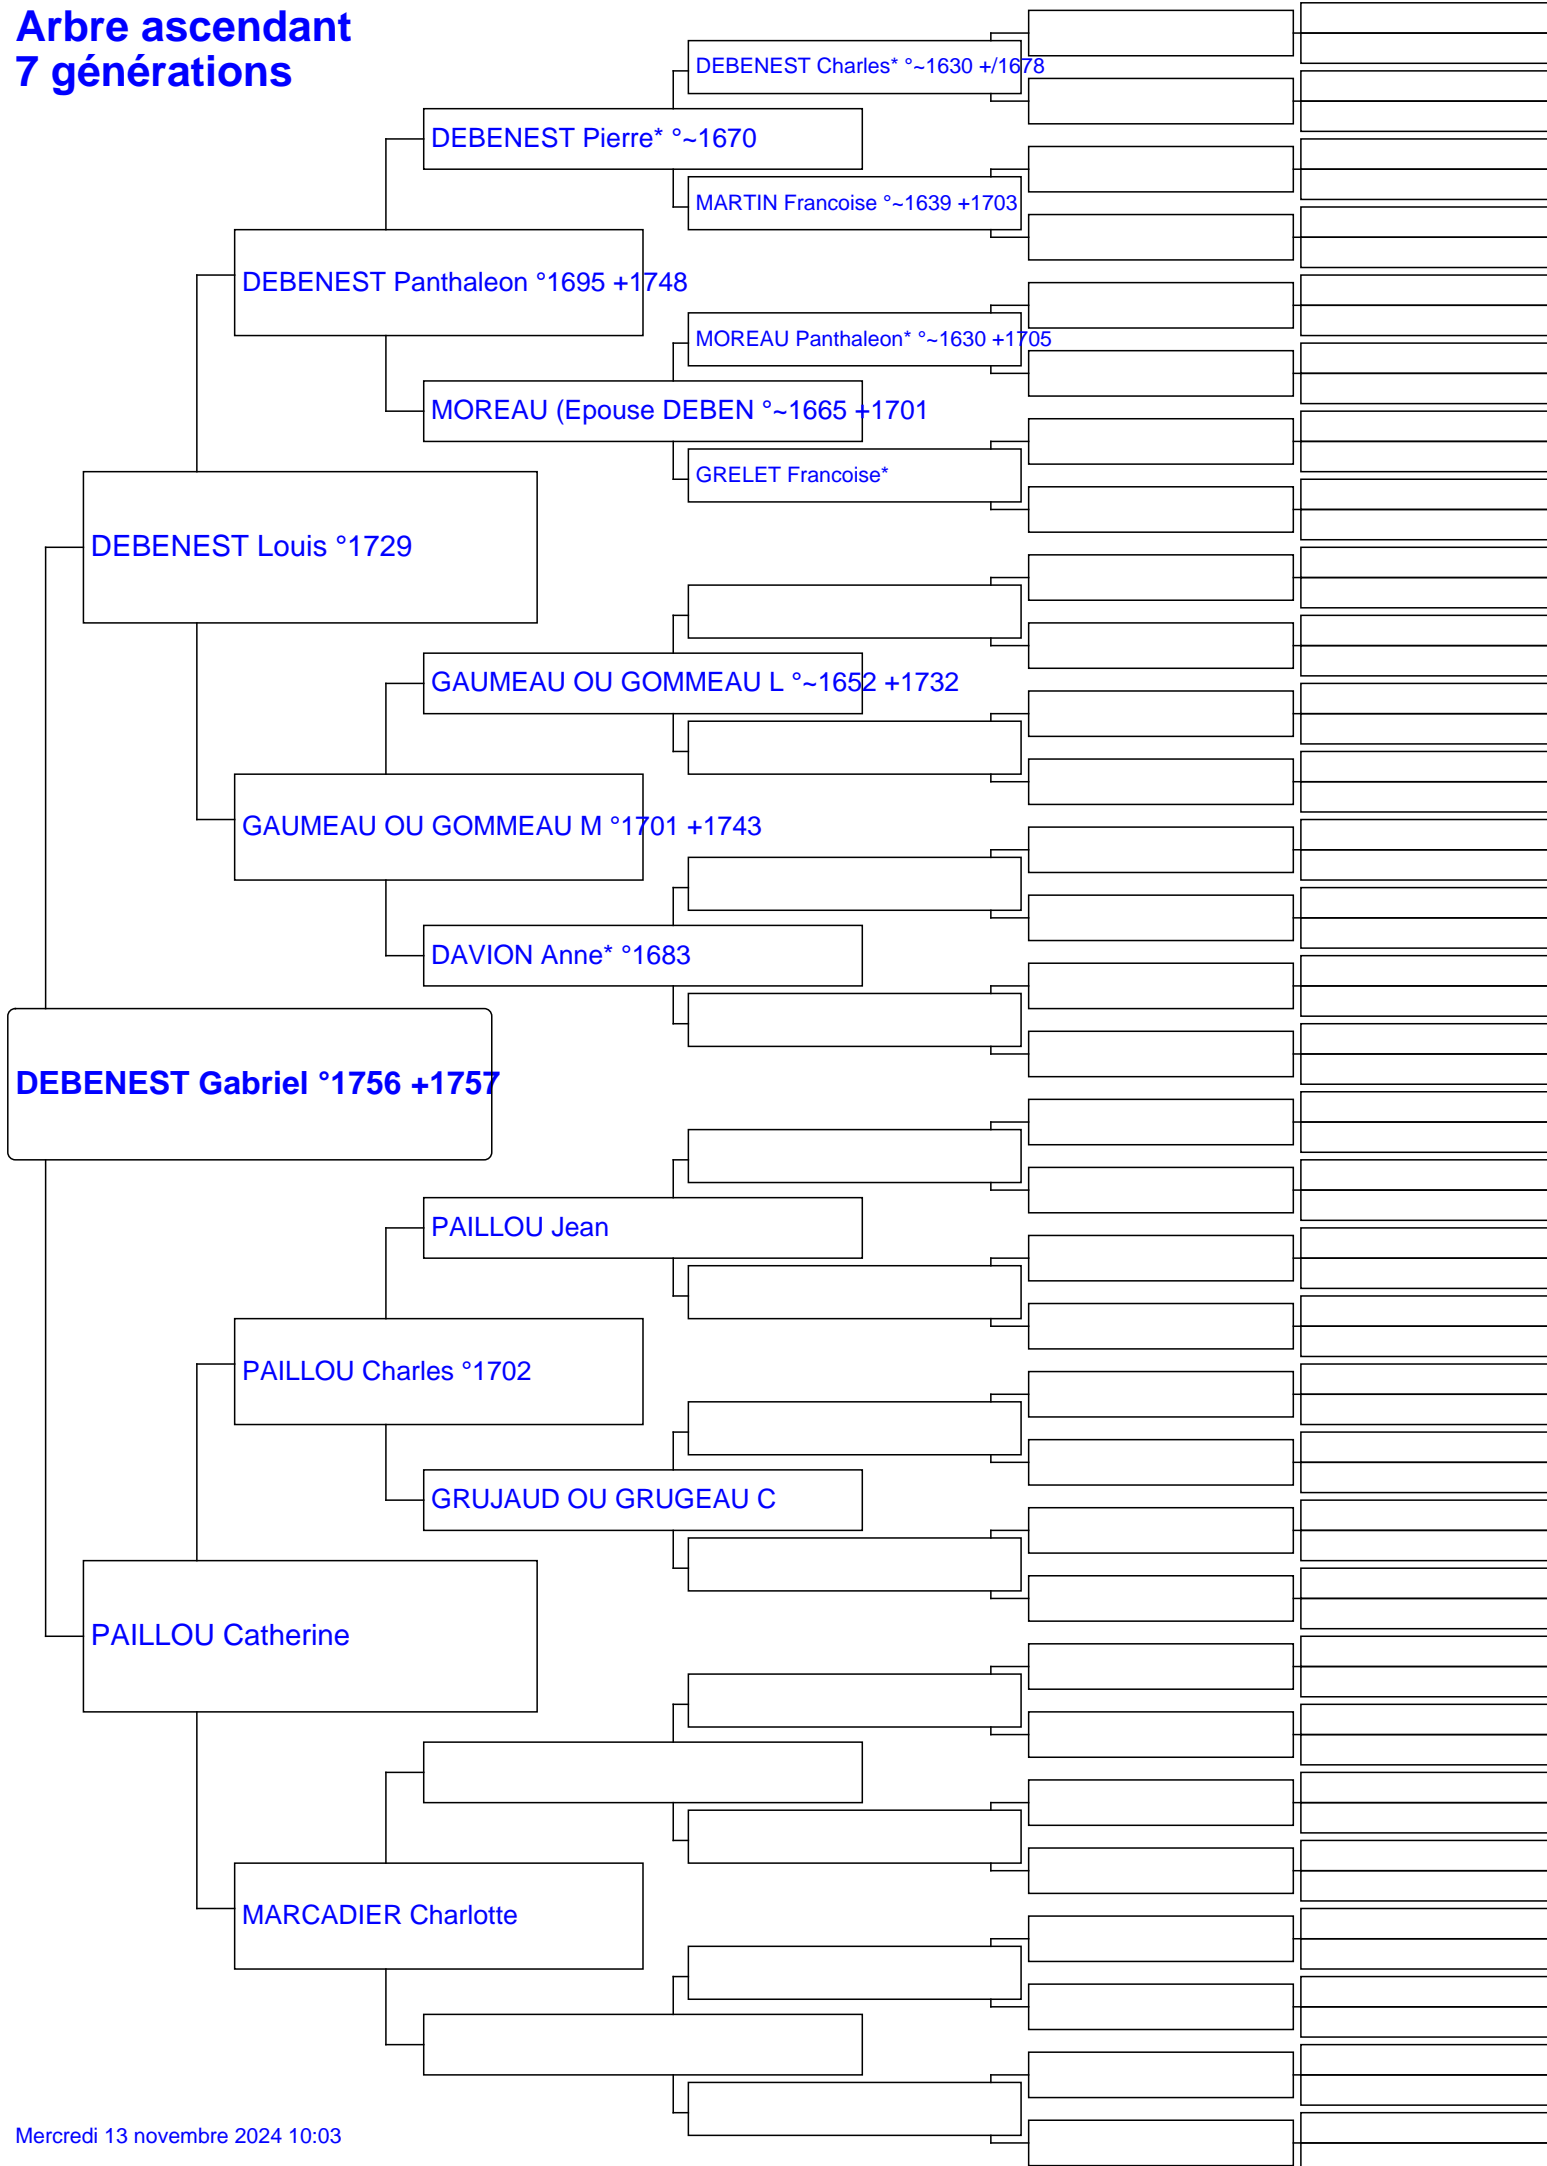 Arbre ascendant
7 générations
DEBENEST Charles* °~1630 +/1678
DEBENEST Pierre* °~1670
MARTIN Francoise °~1639 +1703
DEBENEST Panthaleon °1695 +1748
MOREAU Panthaleon* °~1630 +1705
MOREAU (Epouse DEBEN °~1665 +1701
GRELET Francoise*
DEBENEST Louis °1729
GAUMEAU OU GOMMEAU L °~1652 +1732
GAUMEAU OU GOMMEAU M °1701 +1743
DAVION Anne* °1683
DEBENEST Gabriel °1756 +1757
PAILLOU Jean
PAILLOU Charles °1702
GRUJAUD OU GRUGEAU C
PAILLOU Catherine
MARCADIER Charlotte
Mercredi 13 novembre 2024 10:03